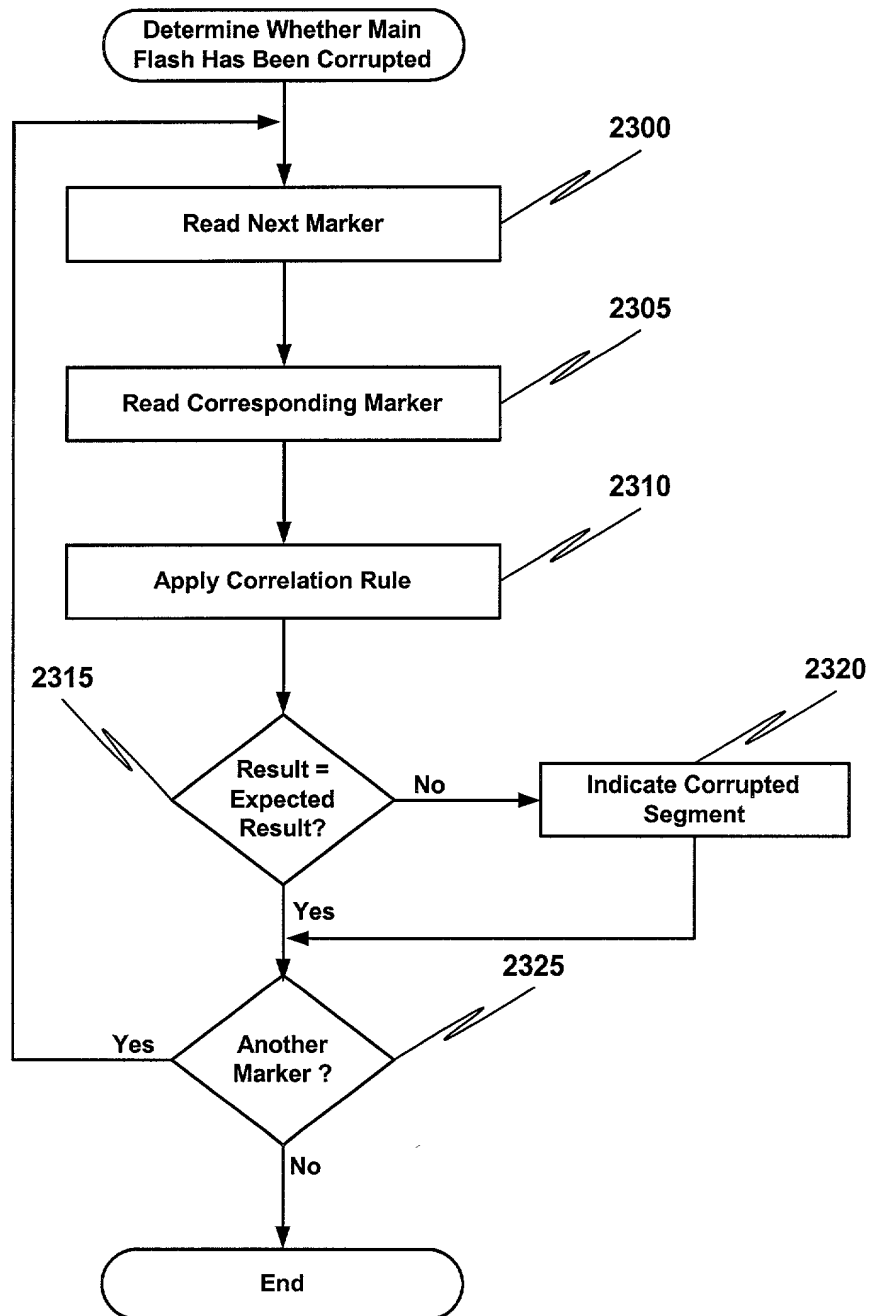 Determine Whether Main
Flash Has Been Corrupted
2300
Read Next Marker
2305
Read Corresponding Marker
2310
Apply Correlation Rule
2315
Result =
Expected
Result?
No
2320
Indicate Corrupted
Segment
Yes
2325
Another
Marker ?
Yes
No
End